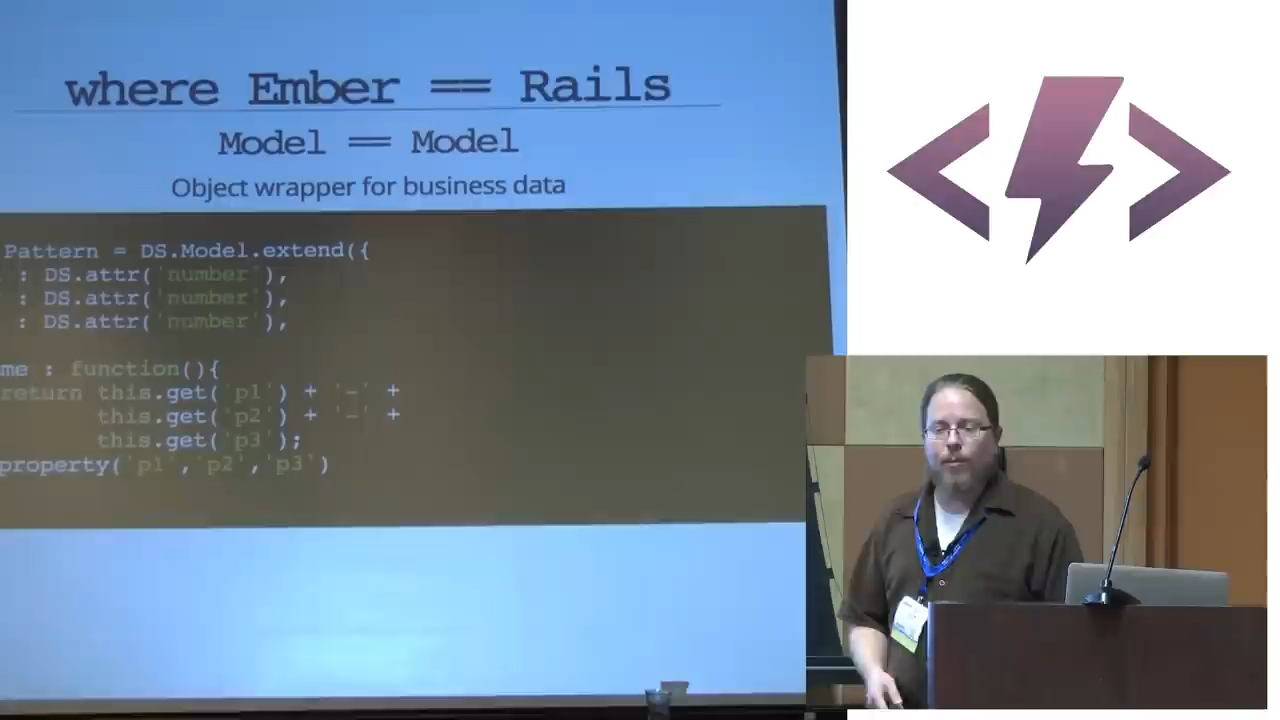 where Ember == Rails
Model == Model
Object wrapper for business data
Pattern = DS.Model.extend({
: DS.attr('number'),
: DS.attr('number'),
: DS.attr('number'),
me : function(){
return this.get('p1') + '-' +
this.get('p2') + '-' +
this.get('p3');
property('p1','p2','p3')